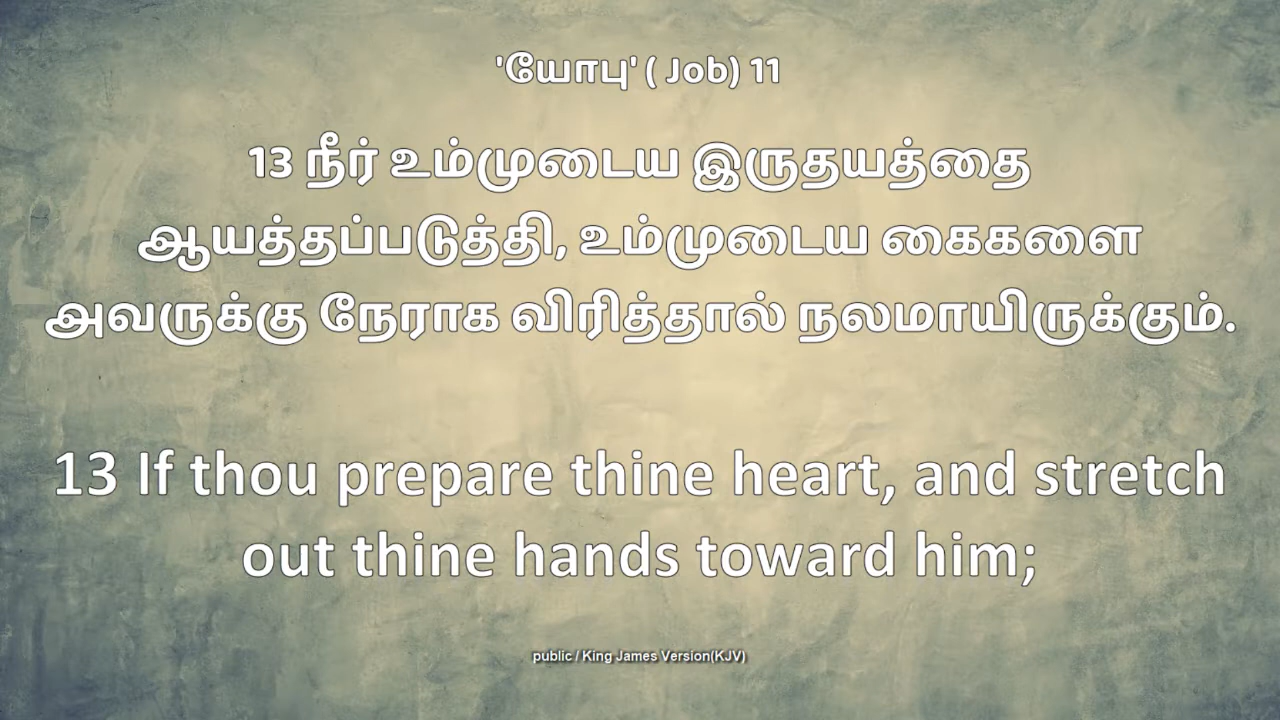 'யோபு' ( Job) 11
13 நீர் உம்முடைய இருதயத்தை
ஆயத்தப்படுத்தி, உம்முடைய கைகளை
அவருக்கு நேராக விரித்தால் நலமாயிருக்கும்.
13 If thou prepare thine heart, and stretch
out thine hands toward him;
public / King James Version(KJV)